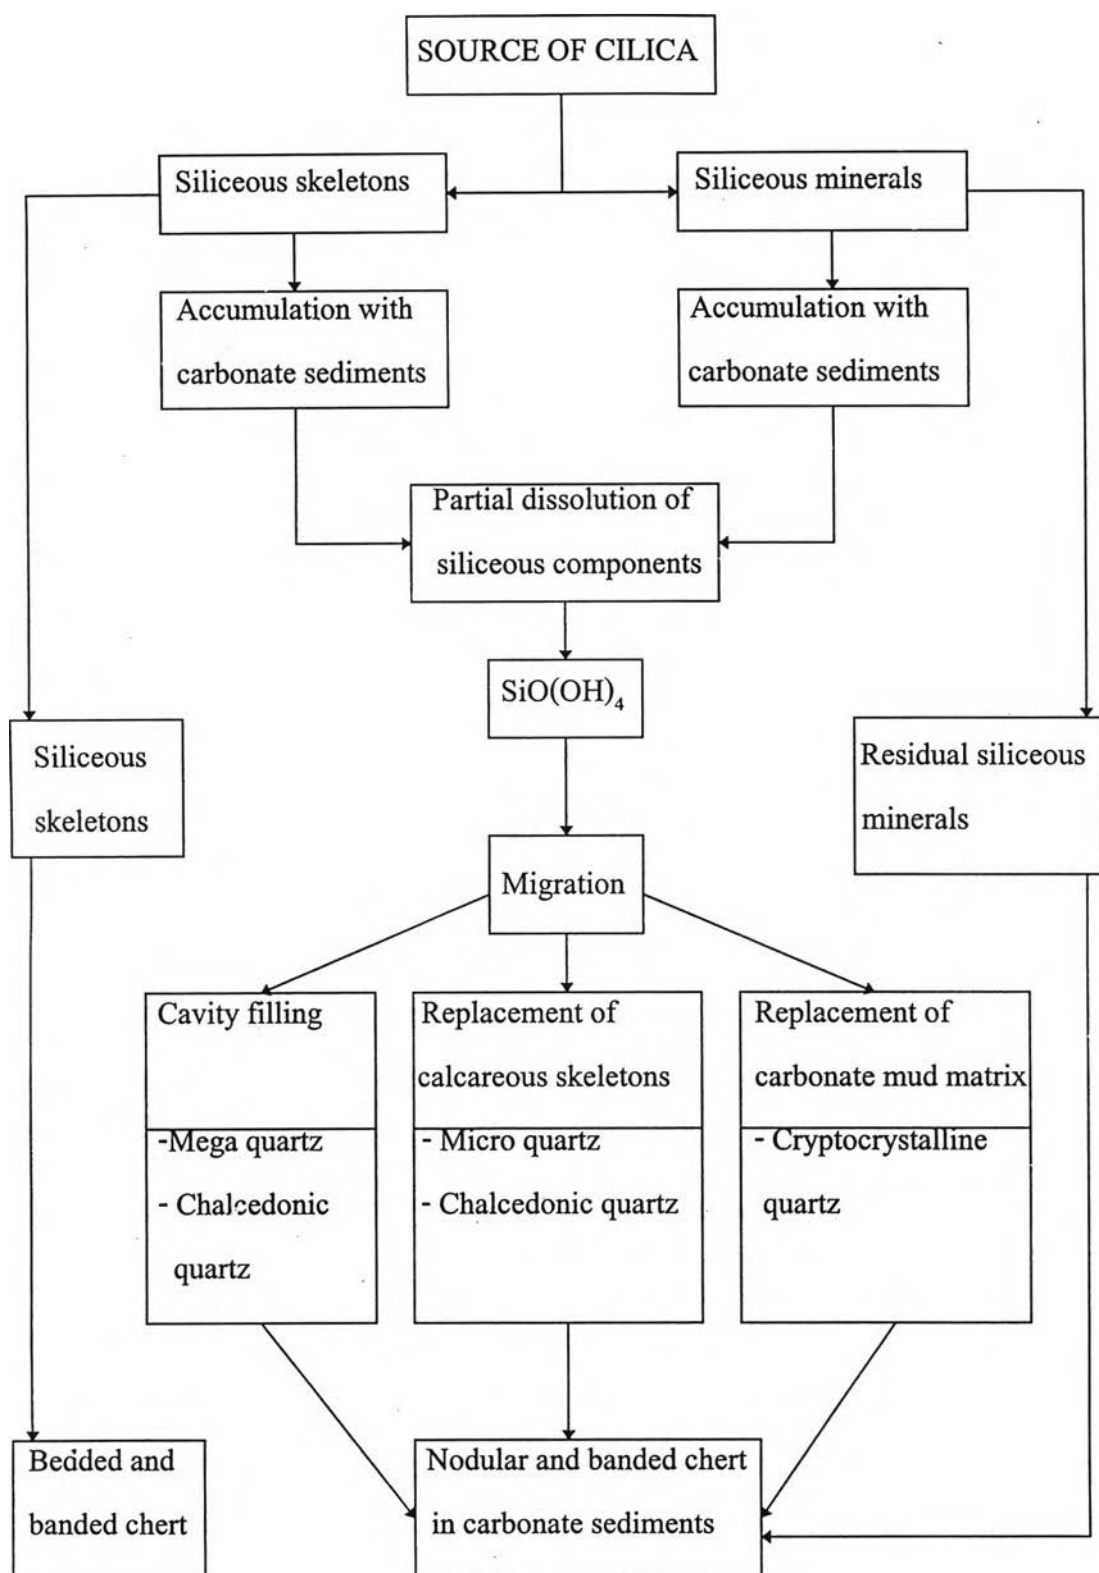 SOURCE OF CILICA
Siliceous skeletons
Siliceous minerals
Accumulation with
carbonate sediments
Accumulation with
carbonate sediments
Partial dissolution of
siliceous components
SiO(OH)₄
Siliceous
skeletons
Residual siliceous
minerals
Migration
Cavity filling
-Mega quartz
- Chalcedonic
quartz
Replacement of
calcareous skeletons
- Micro quartz
- Chalcedonic quartz
Replacement of
carbonate mud matrix
- Cryptocrystalline
quartz
Bedded and
banded chert
Nodular and banded chert
in carbonate sediments